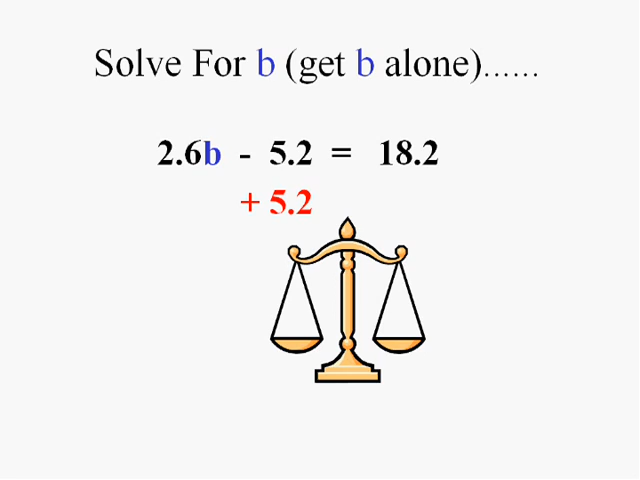 Solve For b (get b alone)......
2.6b - 5.2 = 18.2
+ 5.2